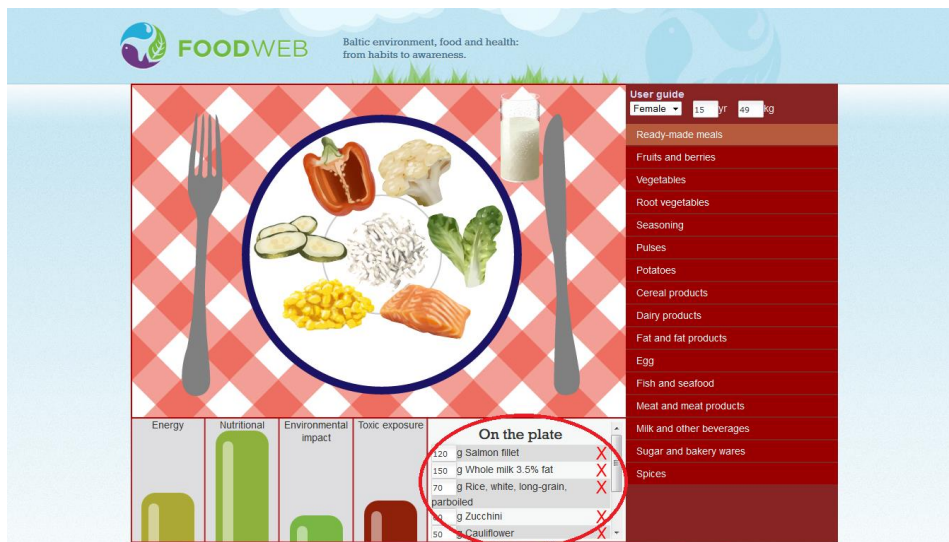 FOODWEB
Baltic environment, food and health:
from habits to awareness.
User guide
Female 15 yr 49 kg
Ready-made meals
Fruits and berries
Vegetables
Root vegetables
Seasoning
Pulses
Potatoes
Cereal products
Dairy products
Fat and fat products
Egg
Fish and seafood
Meat and meat products
Milk and other beverages
Sugar and bakery wares
Spices
Energy
Nutritional
Environmental
impact
Toxic exposure
On the plate
120 g Salmon fillet X
150 g Whole milk 3.5% fat X
70 g Rice, white, long-grain, X
parboiled
g Zucchini X
50 g Cauliflower X